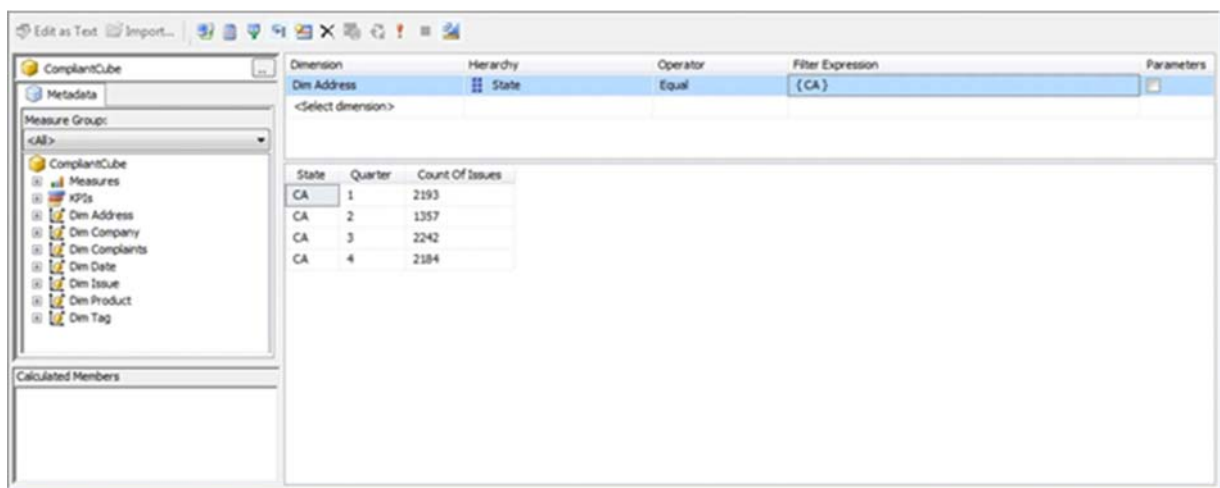 Edit as Text Import...
CompliantCube ...
Metadata
Measure Group:
<All>
CompliantCube
Measures
KPIs
Dim Address
Dim Company
Dim Complaints
Dim Date
Dim Issue
Dim Product
Dim Tag
Calculated Members
Dimension Hierarchy Operator Filter Expression Parameters
Dim Address State Equal { CA }
<Select dimension>
State Quarter Count Of Issues
CA 1 2193
CA 2 1357
CA 3 2242
CA 4 2184